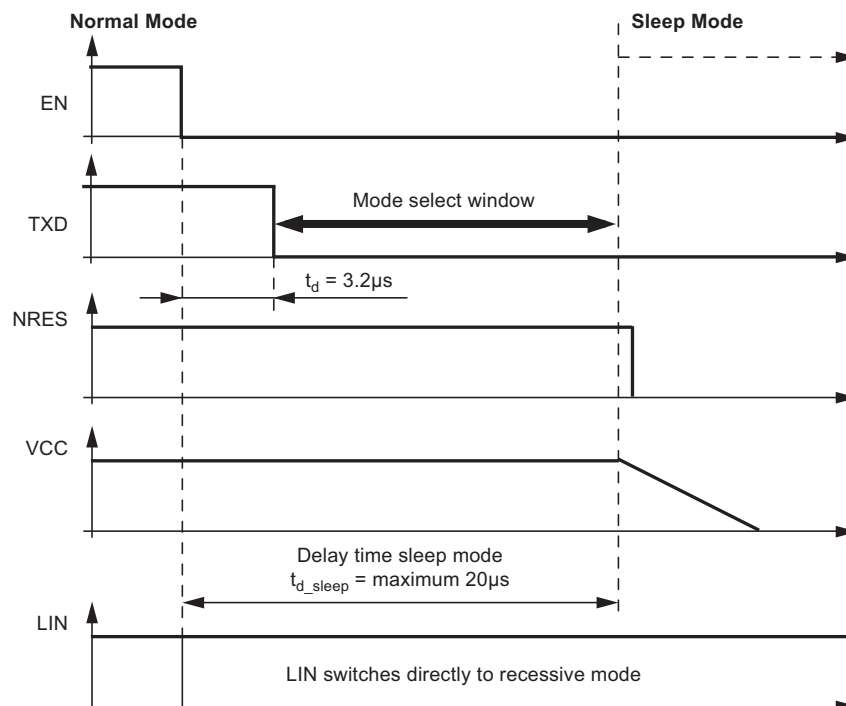 Normal Mode
Sleep Mode
EN
TXD
Mode select window
t_d = 3.2µs
NRES
VCC
Delay time sleep mode
t_d_sleep = maximum 20µs
LIN
LIN switches directly to recessive mode